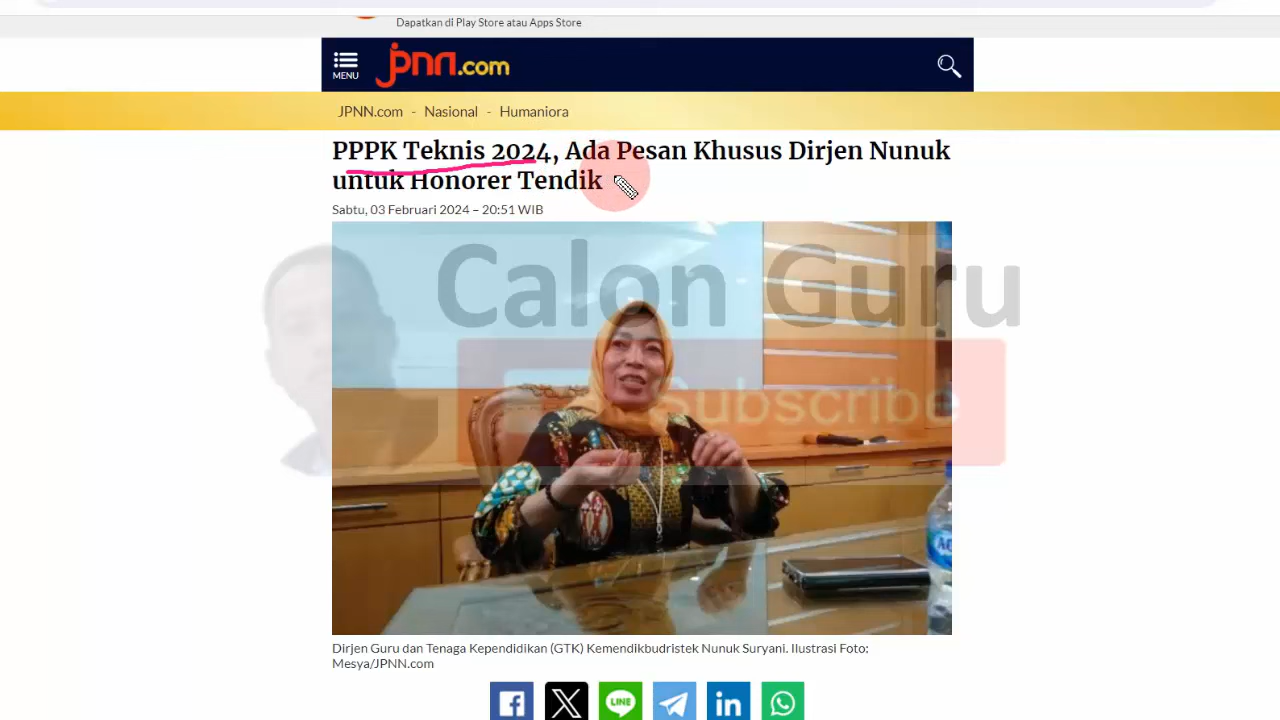 Dapatkan di Play Store atau Apps Store
MENU
jpnn.com
JPNN.com - Nasional - Humaniora
PPPK Teknis 2024, Ada Pesan Khusus Dirjen Nunuk
untuk Honorer Tendik
Sabtu, 03 Februari 2024 – 20:51 WIB
Calon Guru
Subscribe
Dirjen Guru dan Tenaga Kependidikan (GTK) Kemendikbudristek Nunuk Suryani. Ilustrasi Foto:
Mesya/JPNN.com
LINE
in